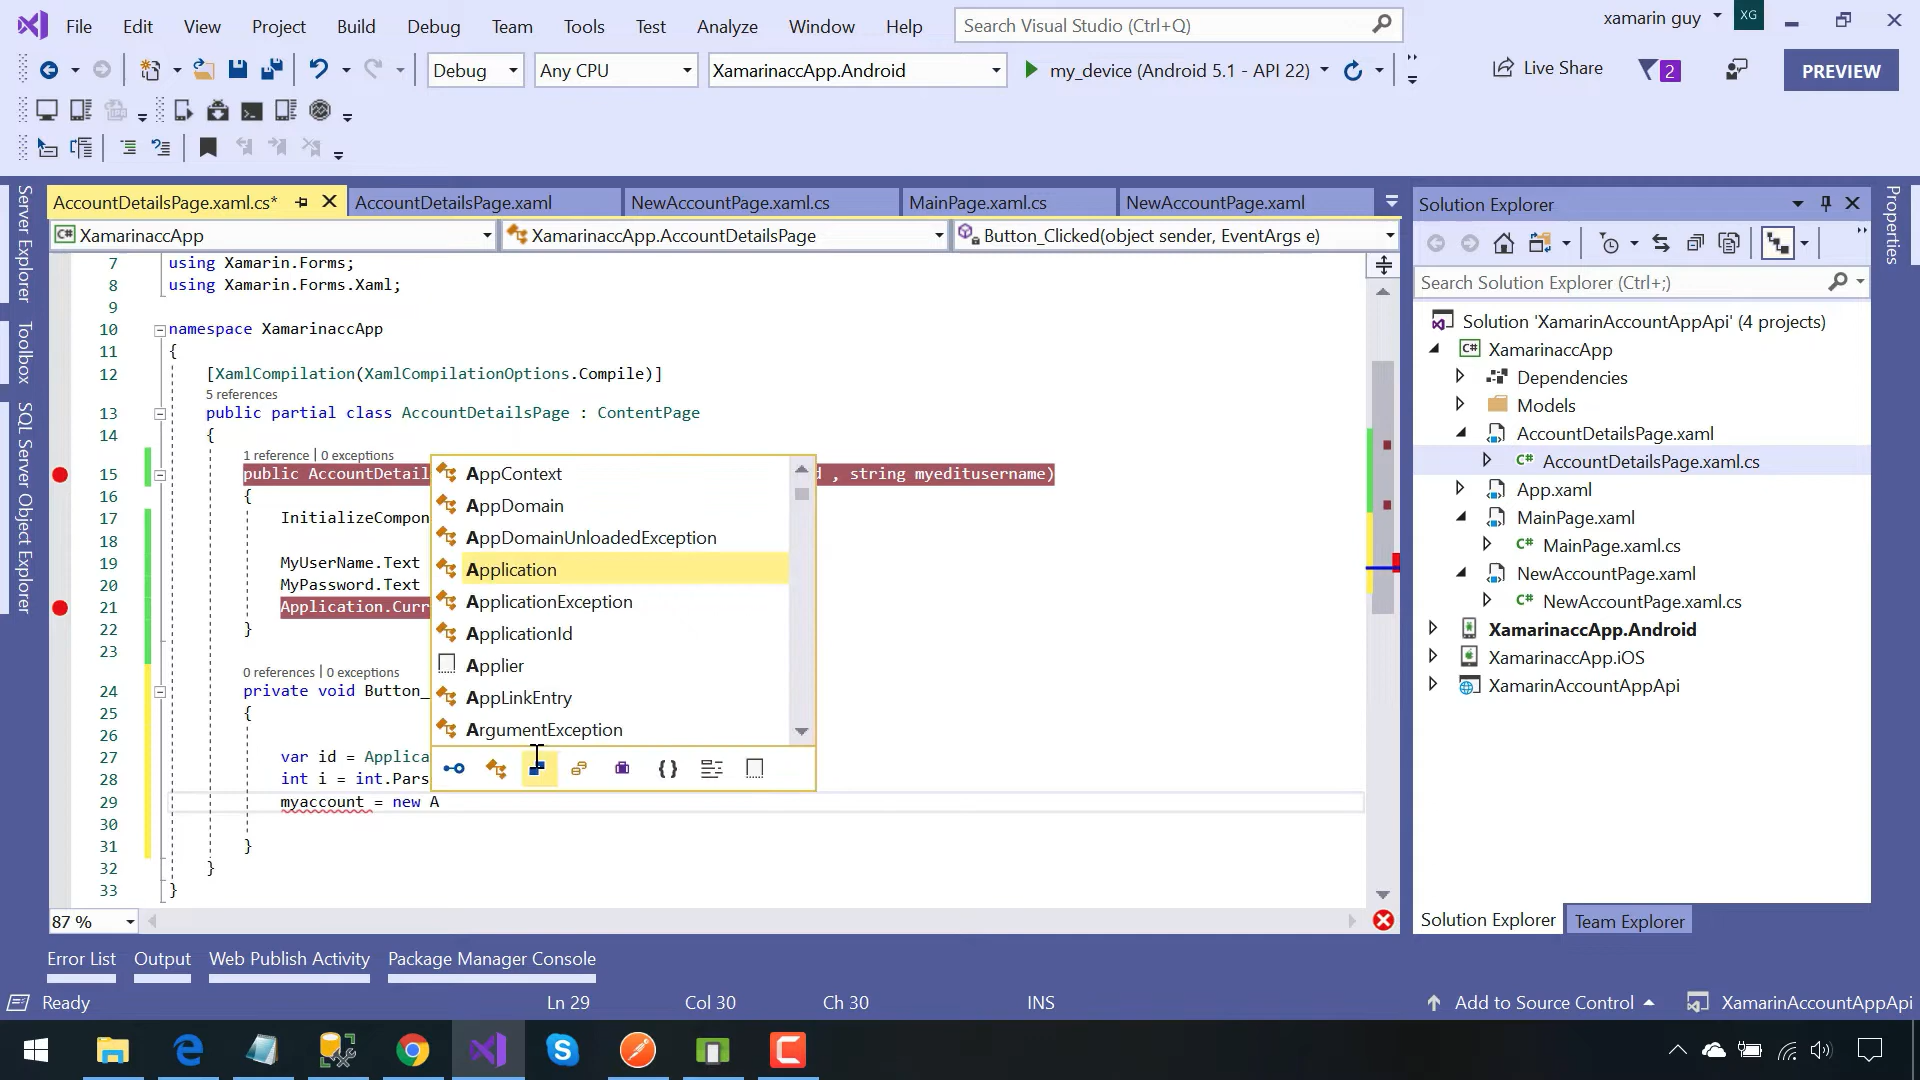 File Edit View Project Build Debug Team Tools Test Analyze Window Help Search Visual Studio (Ctrl+Q) xamarin guy XG
Debug Any CPU XamarinaccApp.Android my_device (Android 5.1 - API 22) Live Share 2 PREVIEW
AccountDetailsPage.xaml.cs* AccountDetailsPage.xaml NewAccountPage.xaml.cs MainPage.xaml.cs NewAccountPage.xaml
XamarinaccApp XamarinaccApp.AccountDetailsPage Button_Clicked(object sender, EventArgs e)
Server Explorer
Toolbox
SQL Server Object Explorer
7 using Xamarin.Forms;
8 using Xamarin.Forms.Xaml;
9
10 namespace XamarinaccApp
11 {
12 [XamlCompilation(XamlCompilationOptions.Compile)]
5 references
13 public partial class AccountDetailsPage : ContentPage
14 {
1 reference | 0 exceptions
15 public AccountDetail , string myeditusername)
16 {
17 InitializeCompon
18
19 MyUserName.Text
20 MyPassword.Text
21 Application.Curr
22 }
23
0 references | 0 exceptions
24 private void Button_
25 {
26
27 var id = Applica
28 int i = int.Pars
29 myaccount = new A
30
31 }
32 }
33 }
AppContext
AppDomain
AppDomainUnloadedException
Application
ApplicationException
ApplicationId
Applier
AppLinkEntry
ArgumentException
87 %
Solution Explorer
Search Solution Explorer (Ctrl+;)
Solution 'XamarinAccountAppApi' (4 projects)
C# XamarinaccApp
Dependencies
Models
AccountDetailsPage.xaml
C# AccountDetailsPage.xaml.cs
App.xaml
MainPage.xaml
C# MainPage.xaml.cs
NewAccountPage.xaml
C# NewAccountPage.xaml.cs
XamarinaccApp.Android
XamarinaccApp.iOS
XamarinAccountAppApi
Solution Explorer Team Explorer
Properties
Error List Output Web Publish Activity Package Manager Console
Ready Ln 29 Col 30 Ch 30 INS Add to Source Control XamarinAccountAppApi